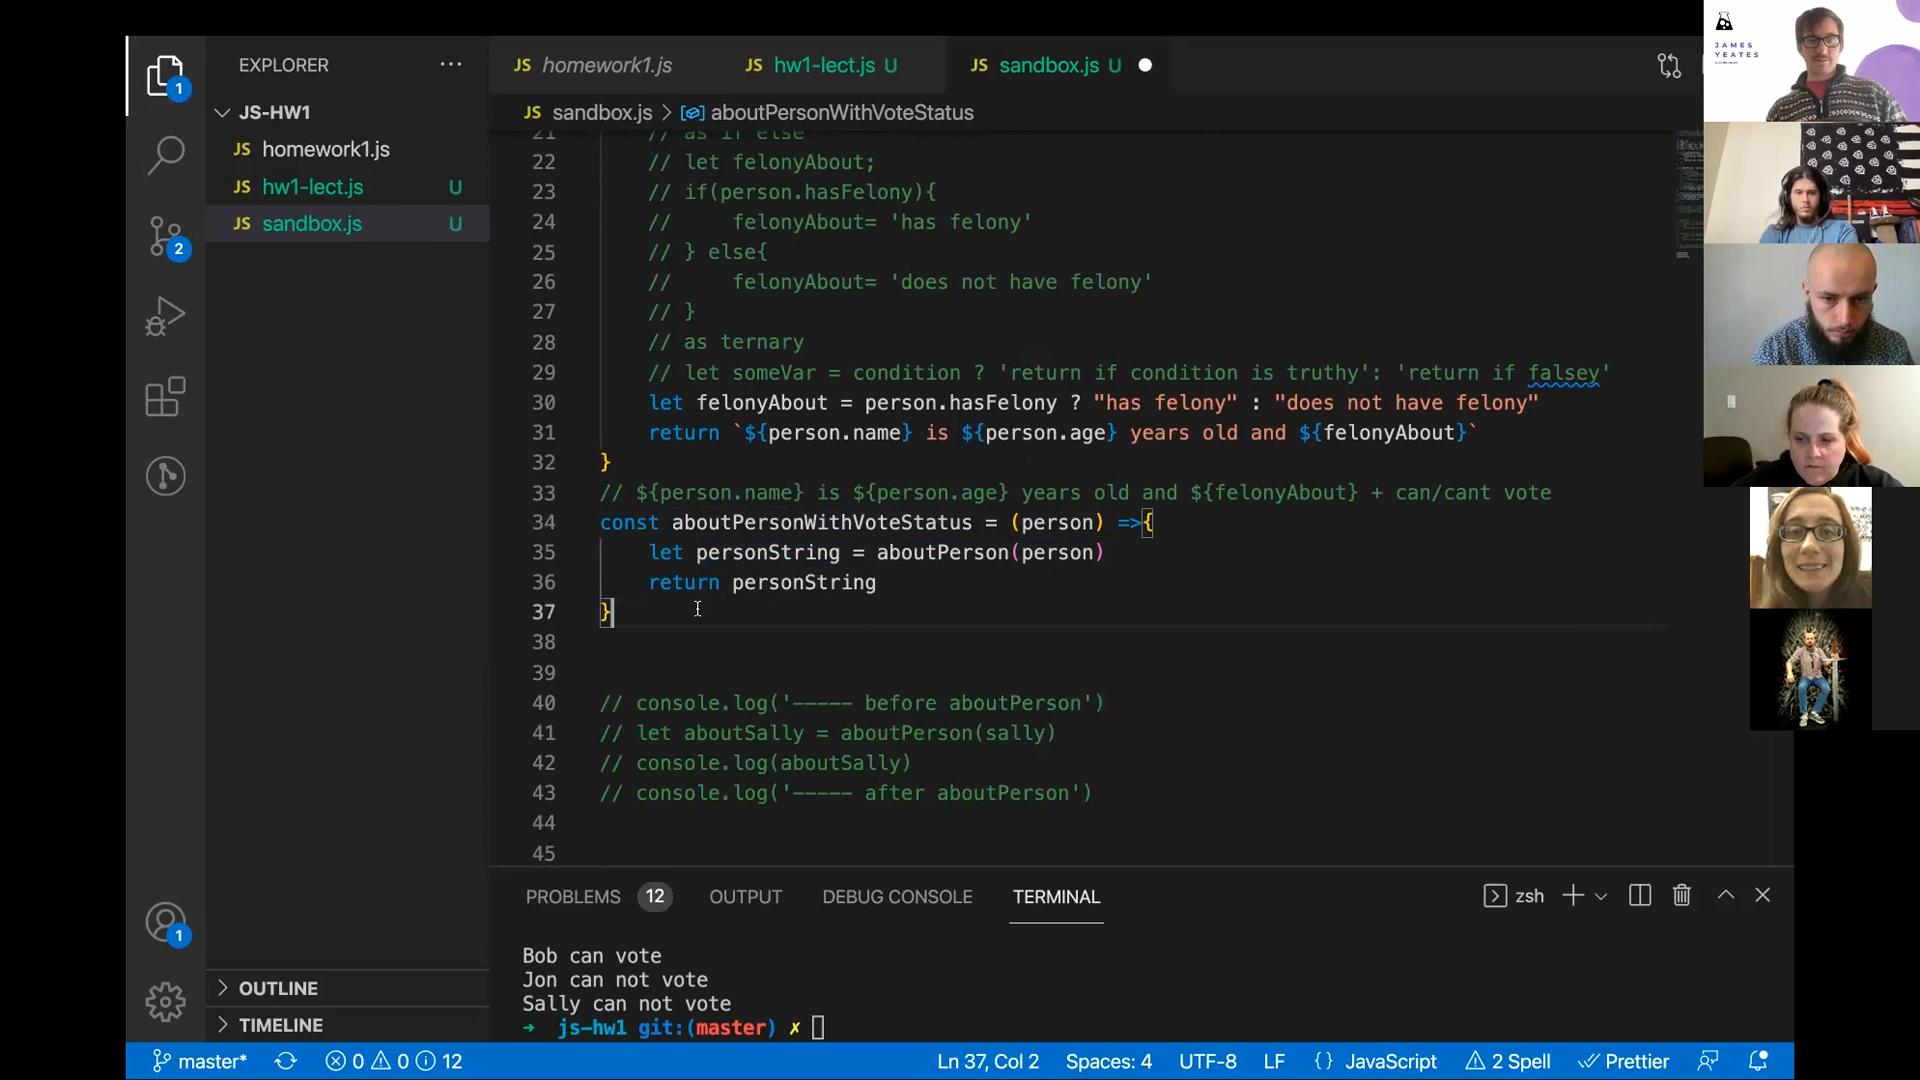 EXPLORER
JS-HW1
JS homework1.js
JS hw1-lect.js U
JS sandbox.js U
OUTLINE
TIMELINE
JS homework1.js
JS hw1-lect.js U
JS sandbox.js U
JS sandbox.js > aboutPersonWithVoteStatus
21 // as if else
22 // let felonyAbout;
23 // if(person.hasFelony){
24 // felonyAbout= 'has felony'
25 // } else{
26 // felonyAbout= 'does not have felony'
27 // }
28 // as ternary
29 // let someVar = condition ? 'return if condition is truthy': 'return if falsey'
30 let felonyAbout = person.hasFelony ? "has felony" : "does not have felony"
31 return `${person.name} is ${person.age} years old and ${felonyAbout}`
32 }
33 // ${person.name} is ${person.age} years old and ${felonyAbout} + can/cant vote
34 const aboutPersonWithVoteStatus = (person) =>{
35 let personString = aboutPerson(person)
36 return personString
37 }
38
39
40 // console.log('----- before aboutPerson')
41 // let aboutSally = aboutPerson(sally)
42 // console.log(aboutSally)
43 // console.log('----- after aboutPerson')
44
45
PROBLEMS 12 OUTPUT DEBUG CONSOLE TERMINAL zsh
Bob can vote
Jon can not vote
Sally can not vote
➜ js-hw1 git:(master) ✗
1
2
1
master* 0 0 12 Ln 37, Col 2 Spaces: 4 UTF-8 LF {} JavaScript 2 Spell Prettier
JAMES
YEATES